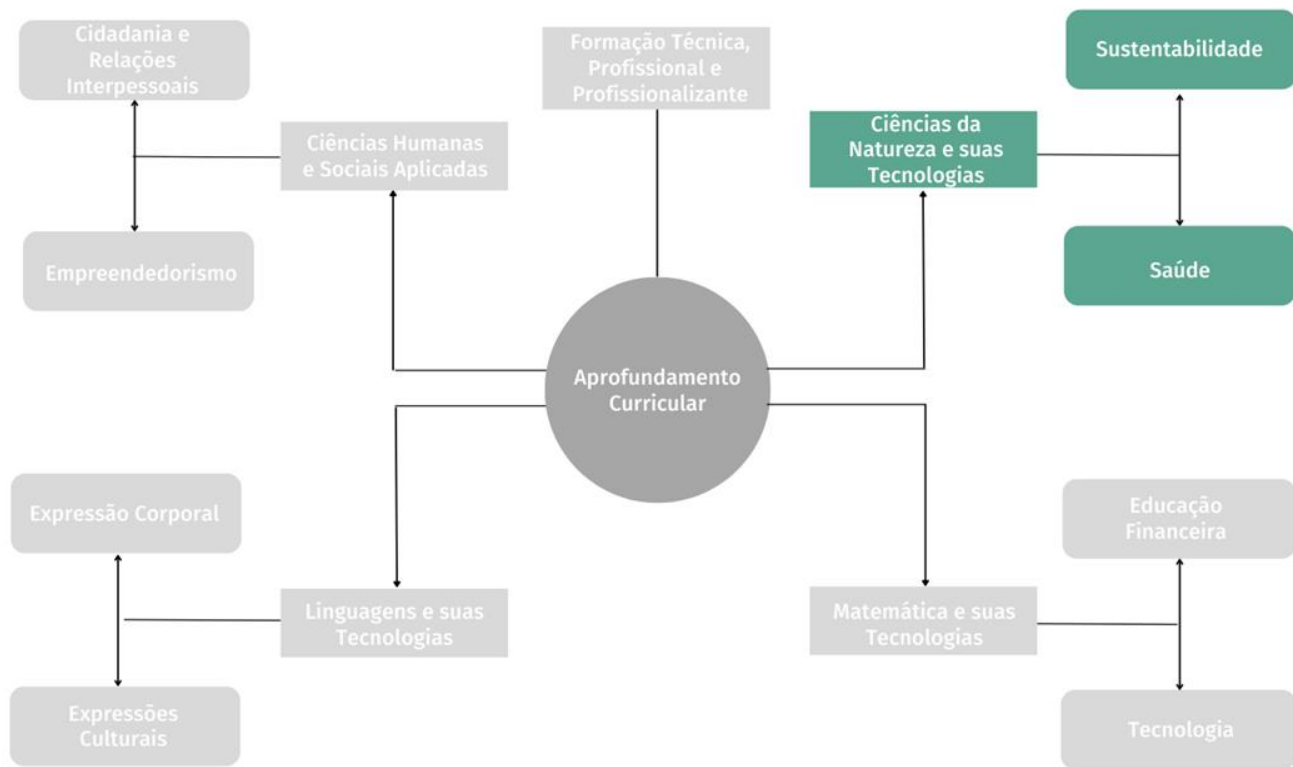 Cidadania e
Relações
Interpessoais
Formação Técnica,
Profissional e
Profissionalizante
Sustentabilidade
Ciências Humanas
e Sociais Aplicadas
Ciências da
Natureza e suas
Tecnologias
Empreendedorismo
Saúde
Aprofundamento
Curricular
Expressão Corporal
Educação
Financeira
Linguagens e suas
Tecnologias
Matemática e suas
Tecnologias
Expressões
Culturais
Tecnologia